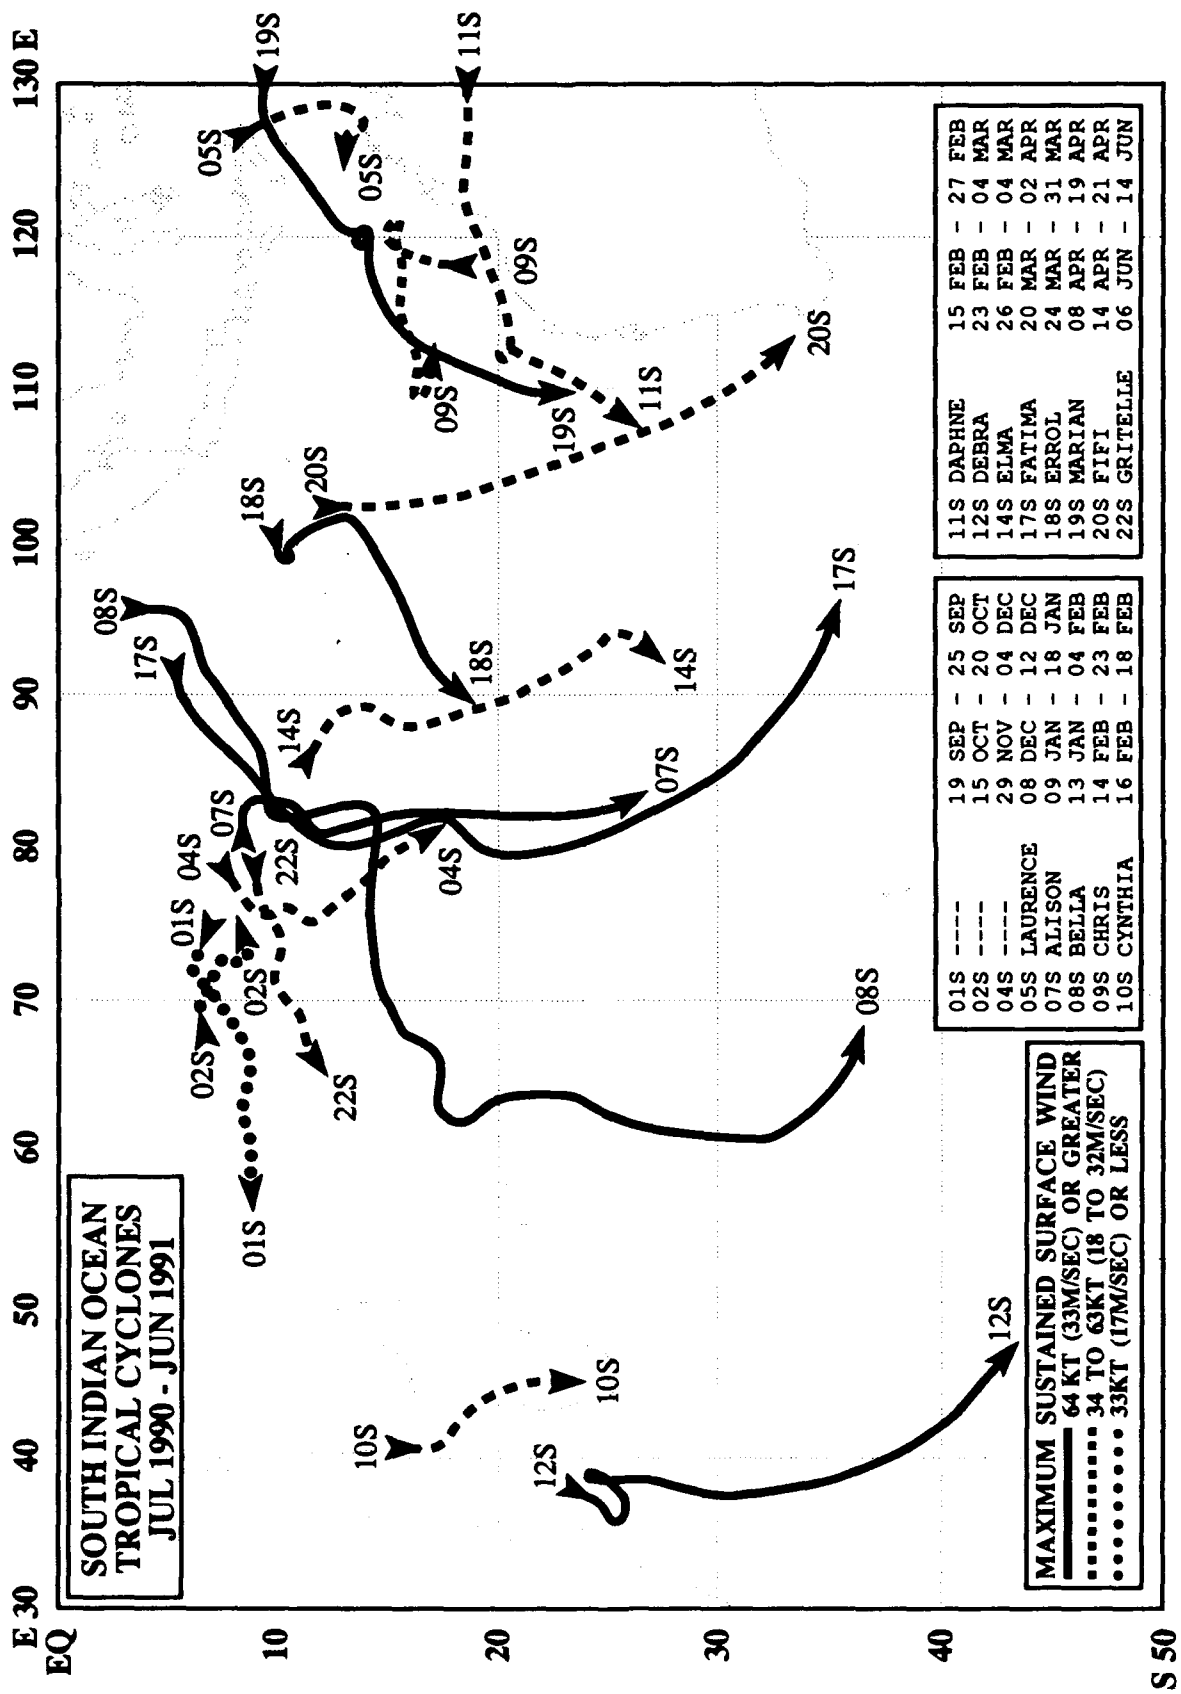 SOUTH INDIAN OCEAN
TROPICAL CYCLONES
JUL 1990 - JUN 1991
E 30 40 50 60 70 80 90 100 110 120 130 E
EQ
10
20
30
40
S 50
01S
01S
02S
02S
04S
04S
07S
07S
22S
22S
17S
17S
08S
08S
14S
14S
18S
18S
20S
20S
05S
05S
19S
19S
11S
11S
09S
09S
10S
10S
12S
12S
MAXIMUM SUSTAINED SURFACE WIND
64 KT (33M/SEC) OR GREATER
34 TO 63KT (18 TO 32M/SEC)
33KT (17M/SEC) OR LESS
01S ---- 19 SEP - 25 SEP
02S ---- 15 OCT - 20 OCT
04S ---- 29 NOV - 04 DEC
05S LAURENCE 08 DEC - 12 DEC
07S ALISON 09 JAN - 18 JAN
08S BELLA 13 JAN - 04 FEB
09S CHRIS 14 FEB - 23 FEB
10S CYNTHIA 16 FEB - 18 FEB
11S DAPHNE 15 FEB - 27 FEB
12S DEBRA 23 FEB - 04 MAR
14S ELMA 26 FEB - 04 MAR
17S FATIMA 20 MAR - 02 APR
18S ERROL 24 MAR - 31 MAR
19S MARIAN 08 APR - 19 APR
20S FIFI 14 APR - 21 APR
22S GRITELLE 06 JUN - 14 JUN